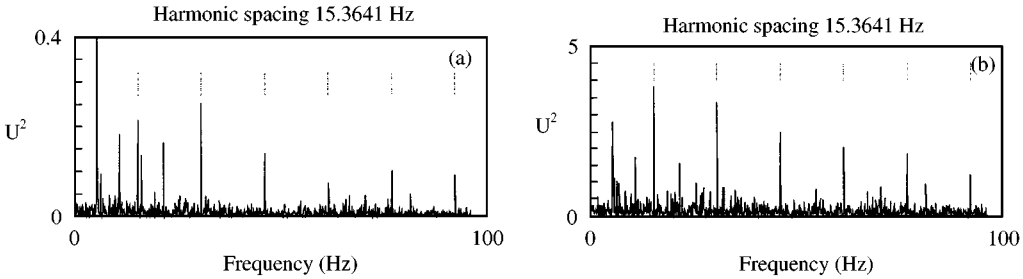 Harmonic spacing 15.3641 Hz
0.4
(a)
U²
0
0
100
Frequency (Hz)
Harmonic spacing 15.3641 Hz
5
(b)
U²
0
0
100
Frequency (Hz)